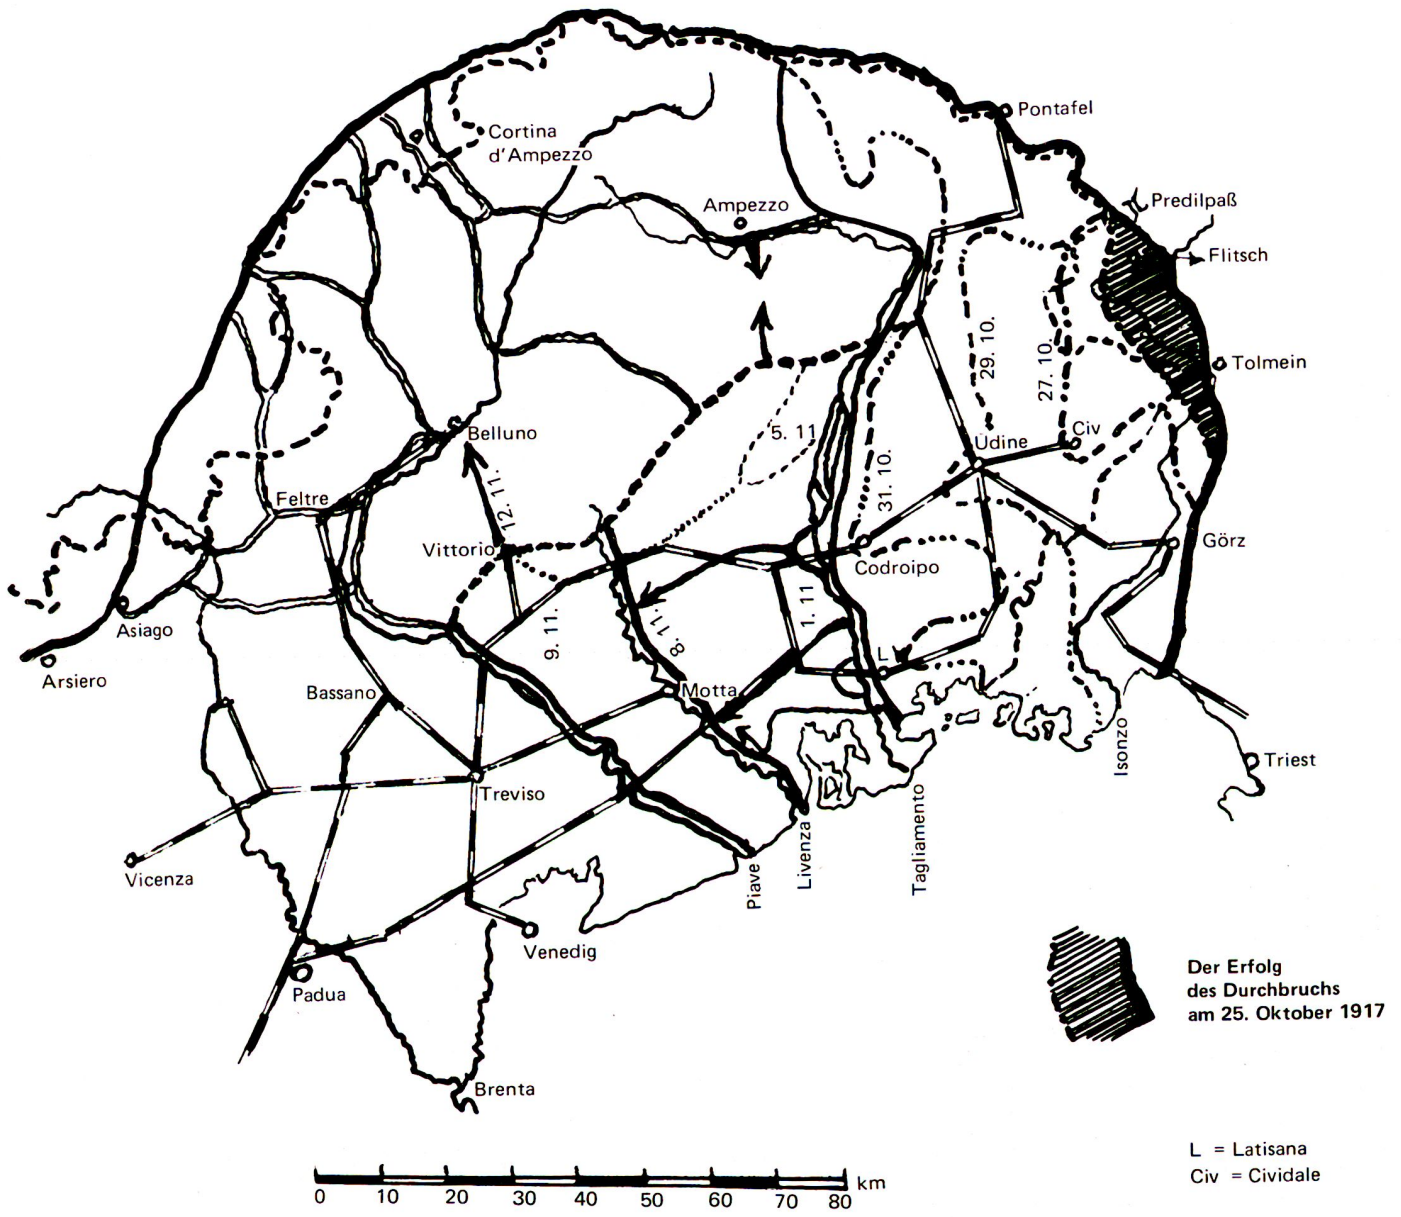 Pontafel
Cortina
d'Ampezzo
Ampezzo
Predilpaß
Flitsch
29. 10.
27. 10.
Tolmein
5. 11
Belluno
Udine
Civ
31. 10.
12. 11.
Feltre
Vittorio
Codroipo
Görz
1. 11
9. 11.
8. 11.
Asiago
Arsiero
L
Bassano
Motta
Isonzo
Triest
Treviso
Livenza
Tagliamento
Piave
Vicenza
Venedig
Padua
Brenta
Der Erfolg
des Durchbruchs
am 25. Oktober 1917
L = Latisana
Civ = Cividale
0 10 20 30 40 50 60 70 80 km